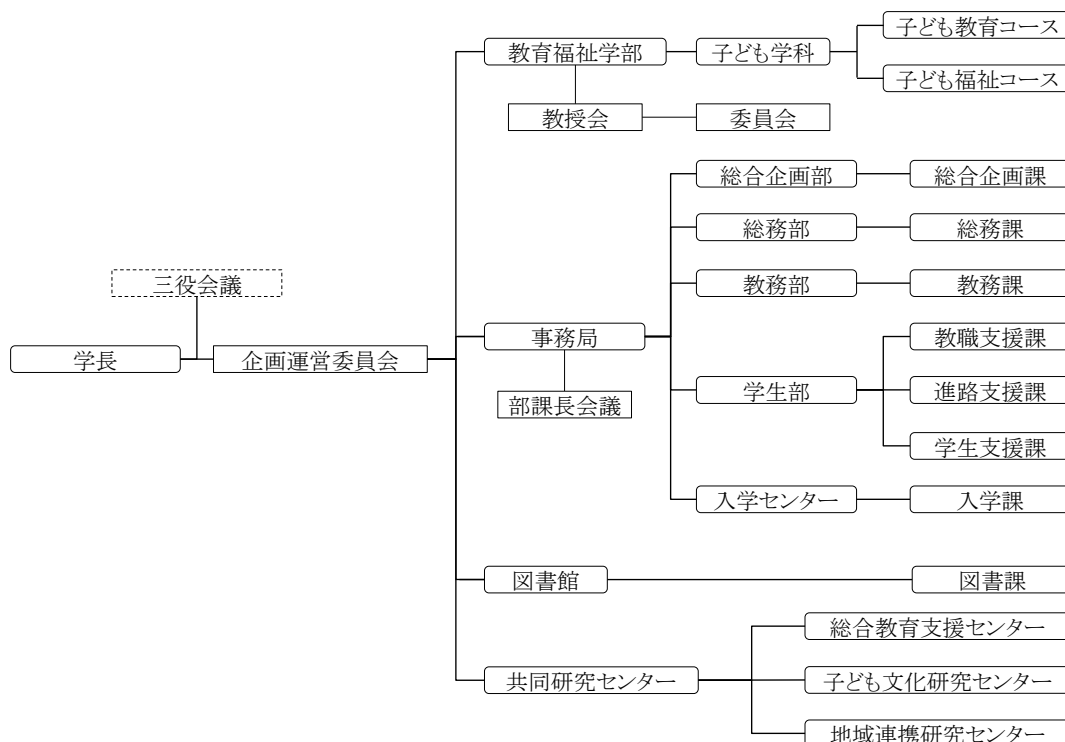 子ども教育コース
教育福祉学部
子ども学科
子ども福祉コース
教授会
委員会
総合企画部
総合企画課
総務部
総務課
三役会議
教務部
教務課
学長
企画運営委員会
事務局
教職支援課
部課長会議
学生部
進路支援課
学生支援課
入学センター
入学課
図書館
図書課
総合教育支援センター
共同研究センター
子ども文化研究センター
地域連携研究センター